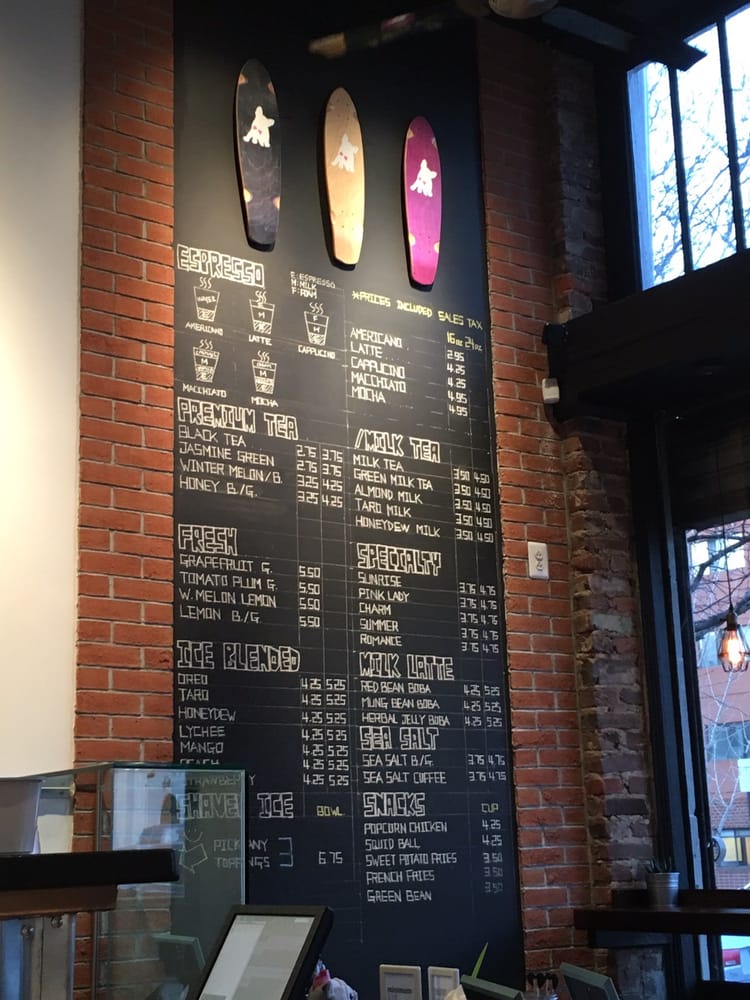 ESPRESSO
E: ESPRESSO
M: MILK
F: FOAM
AMERICANO
LATTE
CAPPUCINO
MACCHIATO
MOCHA
*PRICES INCLUDED SALES TAX
16oz 24oz
AMERICANO 2.95
LATTE 4.25
CAPPUCINO 4.25
MACCHIATO 4.95
MOCHA 4.95
PREMIUM TEA
BLACK TEA 2.75 3.75
JASMINE GREEN 2.75 3.75
WINTER MELON/B. 3.25 4.25
HONEY B/G. 3.25 4.25
/MILK TEA
MILK TEA 3.50 4.50
GREEN MILK TEA 3.50 4.50
ALMOND MILK 3.50 4.50
TARO MILK 3.50 4.50
HONEYDEW MILK 3.50 4.50
FRESH
GRAPEFRUIT G. 5.50
TOMATO PLUM G. 5.50
W. MELON LEMON 5.50
LEMON B/G. 5.50
SPECIALTY
SUNRISE 3.75 4.75
PINK LADY 3.75 4.75
CHARM 3.75 4.75
SUMMER 3.75 4.75
ROMANCE 3.75 4.75
ICE BLENDED
OREO 4.25 5.25
TARO 4.25 5.25
HONEYDEW 4.25 5.25
LYCHEE 4.25 5.25
MANGO 4.25 5.25
PEACH 4.25 5.25
STRAWBERRY 4.25 5.25
MILK LATTE
RED BEAN BOBA 4.25 5.25
MUNG BEAN BOBA 4.25 5.25
HERBAL JELLY BOBA 4.25 5.25
SEA SALT
SEA SALT B/G. 3.75 4.75
SEA SALT COFFEE 3.75 4.75
SHAVED ICE BOWL
PICK ANY
TOPPINGS 3 6.75
SNACKS CUP
POPCORN CHICKEN 4.25
SQUID BALL 4.25
SWEET POTATO FRIES 3.50
FRENCH FRIES 3.50
GREEN BEAN 3.50